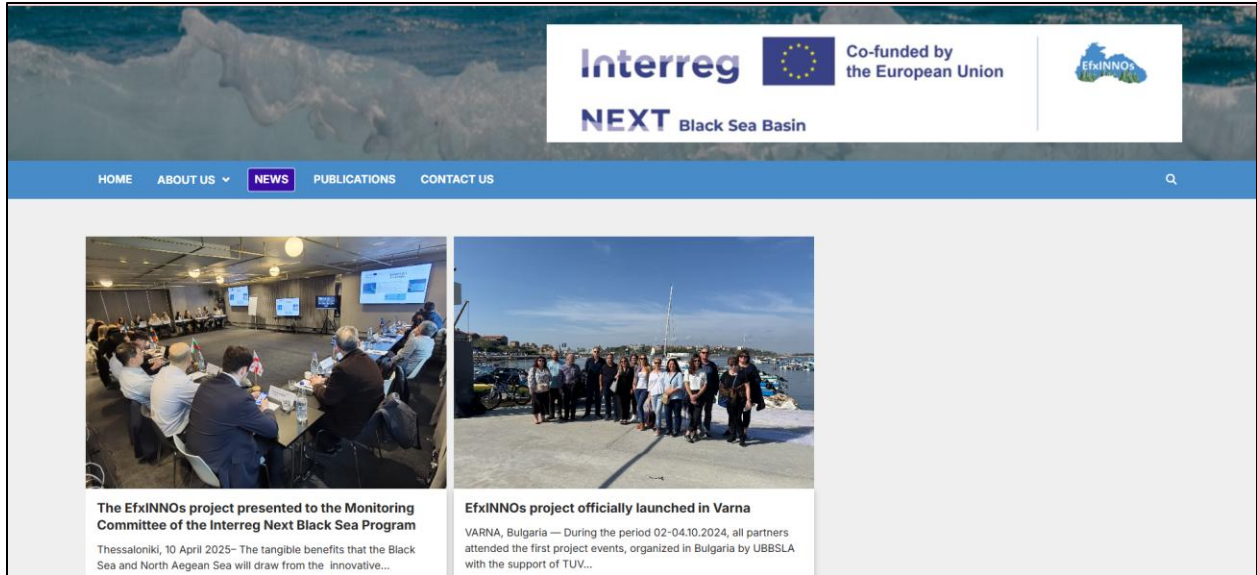 Interreg
Co-funded by
the European Union
NEXT Black Sea Basin
EfxINNOs
HOME ABOUT US NEWS PUBLICATIONS CONTACT US
The EfxINNOs project presented to the Monitoring
Committee of the Interreg Next Black Sea Program
Thessaloniki, 10 April 2025– The tangible benefits that the Black
Sea and North Aegean Sea will draw from the innovative...
EfxINNOs project officially launched in Varna
VARNA, Bulgaria — During the period 02-04.10.2024, all partners
attended the first project events, organized in Bulgaria by UBBSLA
with the support of TUV...